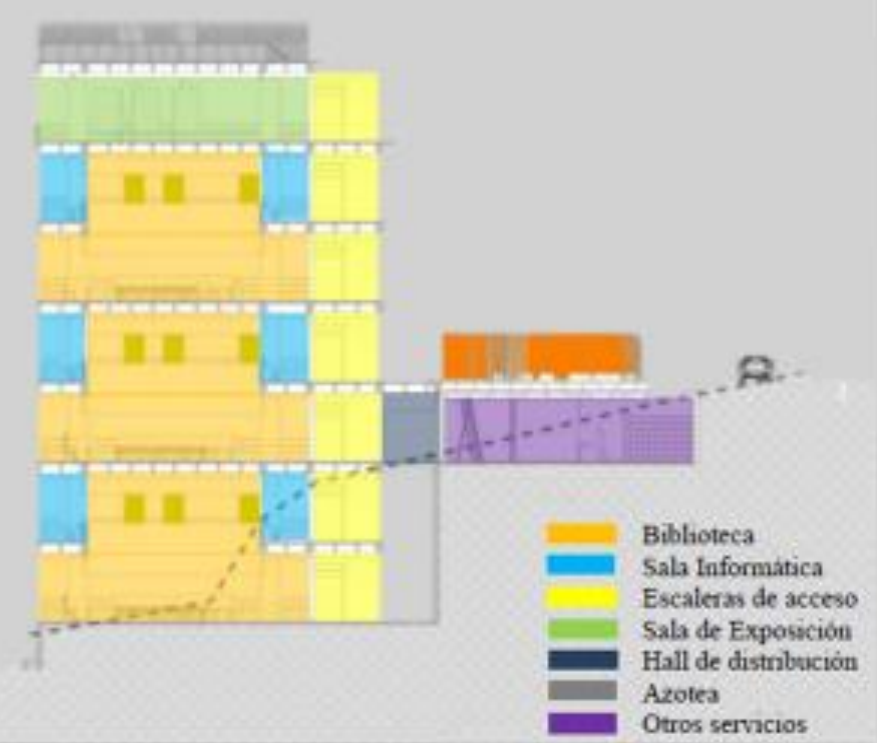 Biblioteca
Sala Informática
Escaleras de acceso
Sala de Exposición
Hall de distribución
Azotea
Otros servicios